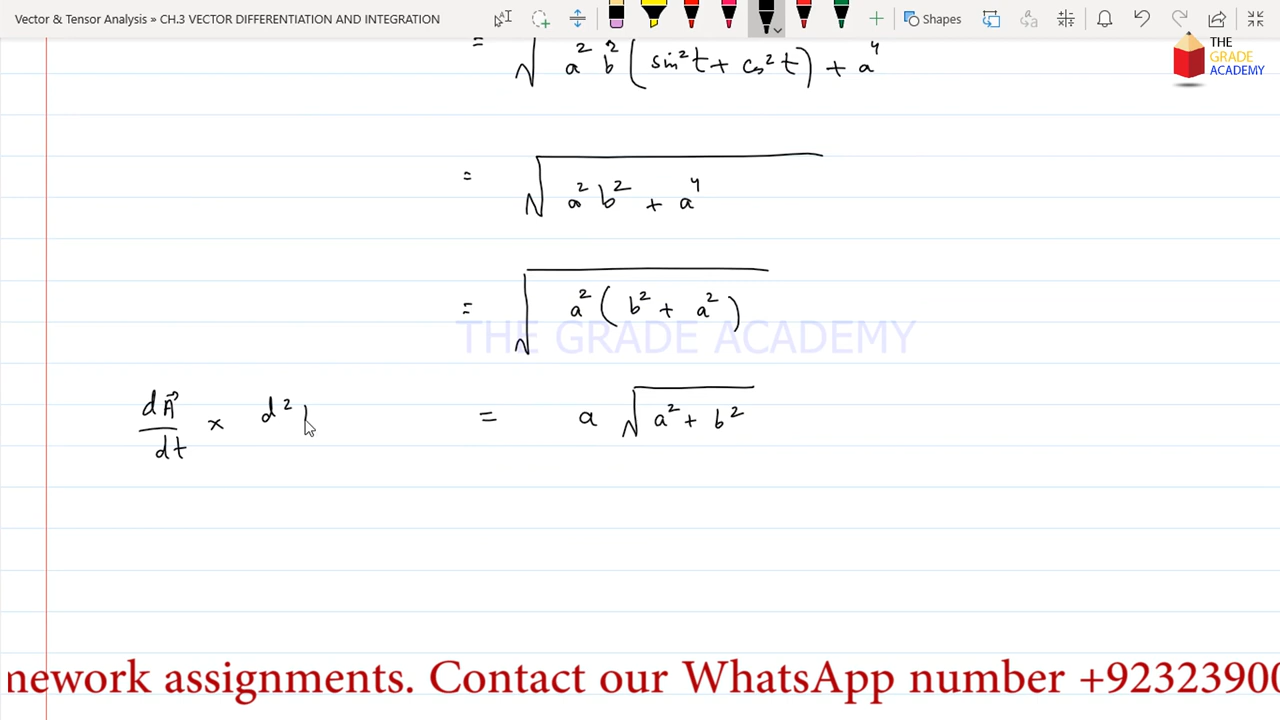 Vector & Tensor Analysis » CH.3 VECTOR DIFFERENTIATION AND INTEGRATION
Shapes
THE
GRADE
ACADEMY
= √ a² b² (sin²t + cs²t) + a⁴
= √ a² b² + a⁴
= √ a² ( b² + a² )
THE GRADE ACADEMY
dA⃗/dt × d² = a √ a² + b²
nework assignments. Contact our WhatsApp number +92323900